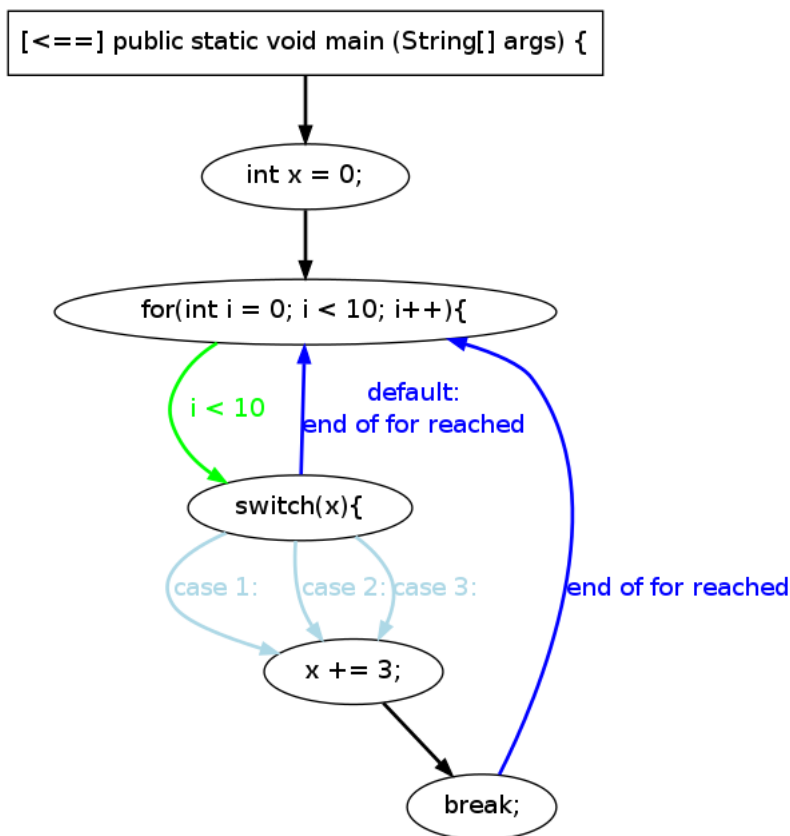 [<==] public static void main (String[] args) {
int x = 0;
for(int i = 0; i < 10; i++){
i < 10
default:
end of for reached
switch(x){
case 1:
case 2:
case 3:
end of for reached
x += 3;
break;